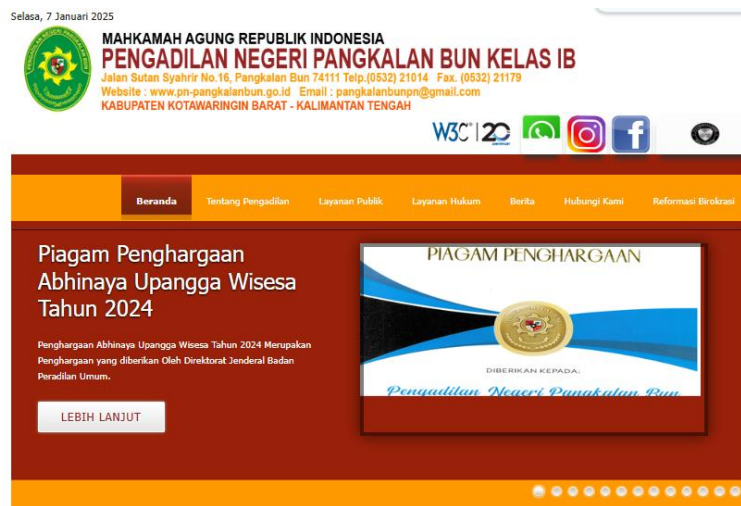 Selasa, 7 Januari 2025
MAHKAMAH AGUNG REPUBLIK INDONESIA
PENGADILAN NEGERI PANGKALAN BUN KELAS IB
Jalan Sutan Syahrir No.16, Pangkalan Bun 74111 Telp.(0532) 21014 Fax. (0532) 21179
Website : www.pn-pangkalanbun.go.id Email : pangkalanbunpn@gmail.com
KABUPATEN KOTAWARINGIN BARAT - KALIMANTAN TENGAH
W3C 20
Beranda Tentang Pengadilan Layanan Publik Layanan Hukum Berita Hubungi Kami Reformasi Birokrasi
Piagam Penghargaan
Abhinaya Upangga Wisesa
Tahun 2024
Penghargaan Abhinaya Upangga Wisesa Tahun 2024 Merupakan
Penghargaan yang diberikan Oleh Direktorat Jenderal Badan
Peradilan Umum.
LEBIH LANJUT
PIAGAM PENGHARGAAN
DIBERIKAN KEPADA:
Pengadilan Negeri Pangkalan Bun